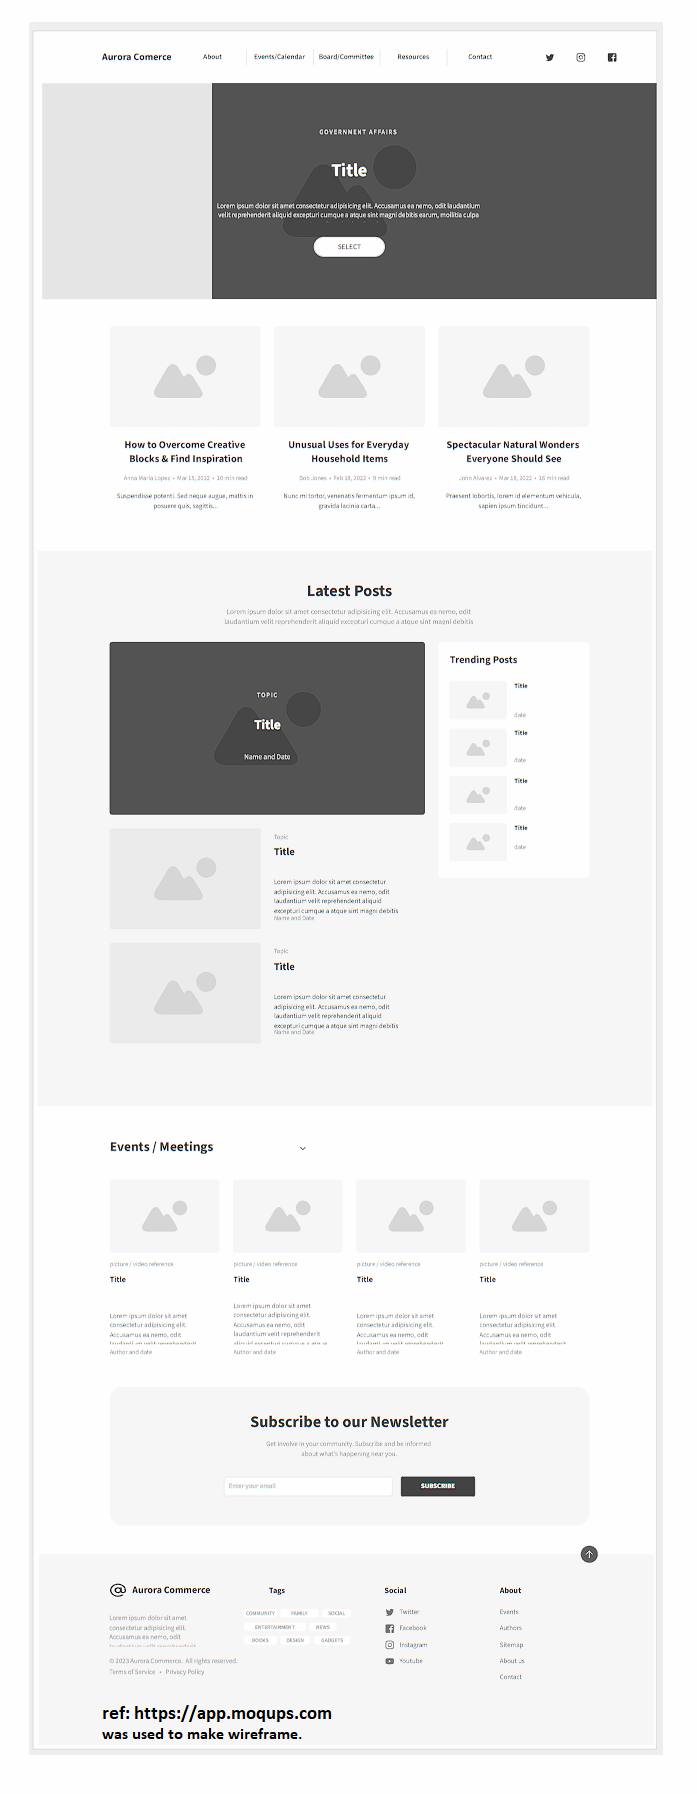 Aurora Comerce
About
Events/Calendar
Board/Committee
Resources
Contact
GOVERNMENT AFFAIRS
Title
Lorem ipsum dolor sit amet consectetur adipisicing elit. Accusamus ea nemo, odit laudantium
velit reprehenderit aliquid excepturi cumque a atque sint magni debitis earum, mollitia culpa
SELECT
How to Overcome Creative
Blocks & Find Inspiration
Anna Maria Lopez • Mar 15, 2022 • 10 min read
Suspendisse potenti. Sed neque augue, mattis in
posuere quis, sagittis...
Unusual Uses for Everyday
Household Items
Bob Jones • Feb 18, 2022 • 9 min read
Nunc mi tortor, venenatis fermentum ipsum id,
gravida lacinia carta...
Spectacular Natural Wonders
Everyone Should See
John Alvarez • Mar 18, 2022 • 16 min read
Praesent lobortis, lorem id elementum vehicula,
sapien ipsum tincidunt...
Latest Posts
Lorem ipsum dolor sit amet consectetur adipisicing elit. Accusamus ea nemo, odit
laudantium velit reprehenderit aliquid excepturi cumque a atque sint magni debitis
TOPIC
Title
Name and Date
Topic
Title
Lorem ipsum dolor sit amet consectetur
adipisicing elit. Accusamus ea nemo, odit
laudantium velit reprehenderit aliquid
excepturi cumque a atque sint magni debitis
Name and Date
Topic
Title
Lorem ipsum dolor sit amet consectetur
adipisicing elit. Accusamus ea nemo, odit
laudantium velit reprehenderit aliquid
excepturi cumque a atque sint magni debitis
Name and Date
Trending Posts
Title
date
Title
date
Title
date
Title
date
Events / Meetings
picture / video reference
Title
Lorem ipsum dolor sit amet
consectetur adipisicing elit.
Accusamus ea nemo, odit
laudantium velit reprehenderit
Author and date
picture / video reference
Title
Lorem ipsum dolor sit amet
consectetur adipisicing elit.
Accusamus ea nemo, odit
laudantium velit reprehenderit
aliquid excepturi cumque a atque
Author and date
picture / video reference
Title
Lorem ipsum dolor sit amet
consectetur adipisicing elit.
Accusamus ea nemo, odit
laudantium velit reprehenderit
Author and date
picture / video reference
Title
Lorem ipsum dolor sit amet
consectetur adipisicing elit.
Accusamus ea nemo, odit
laudantium velit reprehenderit
Author and date
Subscribe to our Newsletter
Get involve in your community. Subscribe and be informed
about what's happening near you.
Enter your email
SUBSCRIBE
@ Aurora Commerce
Lorem ipsum dolor sit amet
consectetur adipisicing elit.
Accusamus ea nemo, odit
laudantium velit reprehenderit
© 2023 Aurora Commerce. All rights reserved.
Terms of Service • Privacy Policy
Tags
COMMUNITY FAMILY SOCIAL
ENTERTAINMENT NEWS
BOOKS DESIGN GADGETS
Social
Twitter
Facebook
Instagram
Youtube
About
Events
Authors
Sitemap
About us
Contact
ref: https://app.moqups.com
was used to make wireframe.